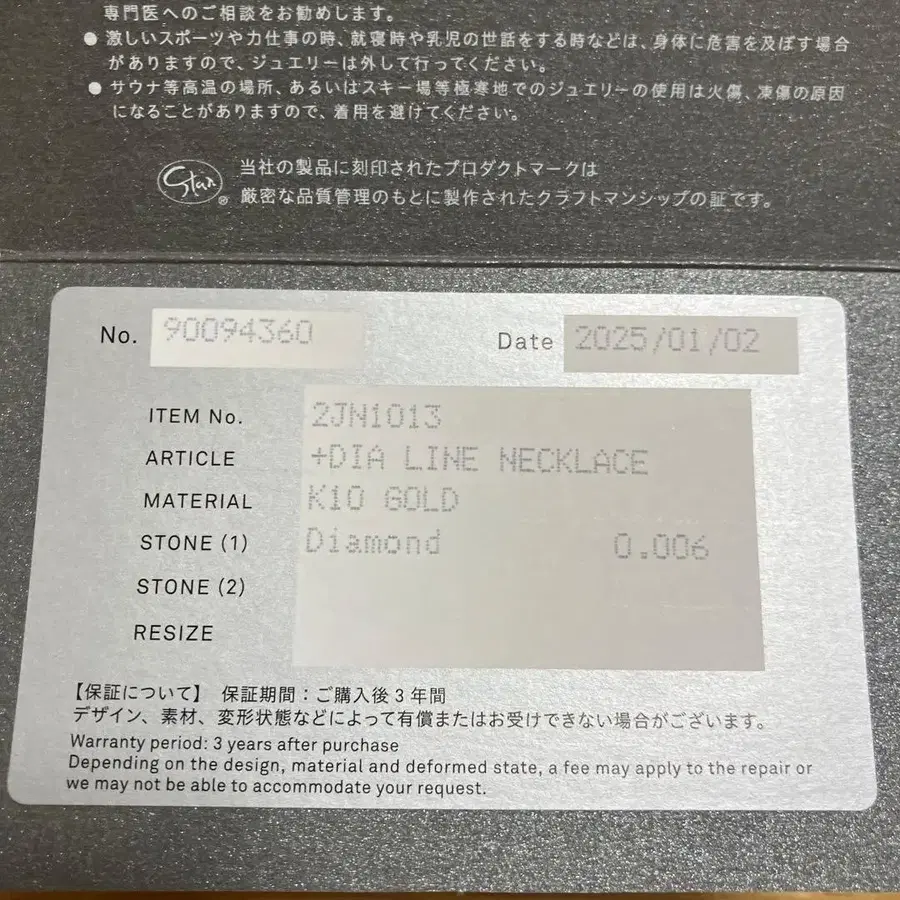 専門医へのご相談をお勧めします。
● 激しいスポーツや力仕事の時、就寝時や乳児の世話をする時などは、身体に危害を及ぼす場合
がありますので、ジュエリーは外して行ってください。
● サウナ等高温の場所、あるいはスキー場等極寒地でのジュエリーの使用は火傷、凍傷の原因
になることがありますので、着用を避けてください。
Star ® 当社の製品に刻印されたプロダクトマークは
厳密な品質管理のもとに製作されたクラフトマンシップの証です。
No. 90094360 Date 2025/01/02
ITEM No. 2JN1013
ARTICLE +DIA LINE NECKLACE
MATERIAL K10 GOLD
STONE (1) Diamond 0.006
STONE (2)
RESIZE
【保証について】 保証期間：ご購入後3年間
デザイン、素材、変形状態などによって有償またはお受けできない場合がございます。
Warranty period: 3 years after purchase
Depending on the design, material and deformed state, a fee may apply to the repair or
we may not be able to accommodate your request.